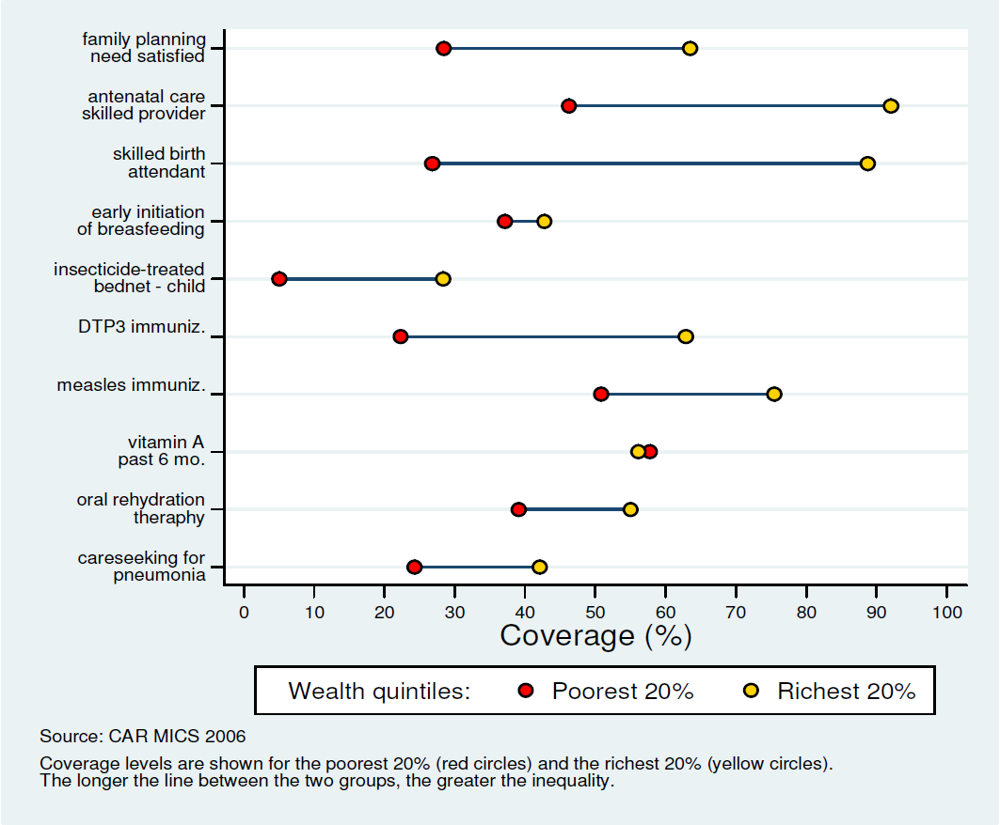 family planning
need satisfied
antenatal care
skilled provider
skilled birth
attendant
early initiation
of breasfeeding
insecticide-treated
bednet - child
DTP3 immuniz.
measles immuniz.
vitamin A
past 6 mo.
oral rehydration
theraphy
careseeking for
pneumonia
0 10 20 30 40 50 60 70 80 90 100
Coverage (%)
Wealth quintiles: Poorest 20% Richest 20%
Source: CAR MICS 2006
Coverage levels are shown for the poorest 20% (red circles) and the richest 20% (yellow circles).
The longer the line between the two groups, the greater the inequality.